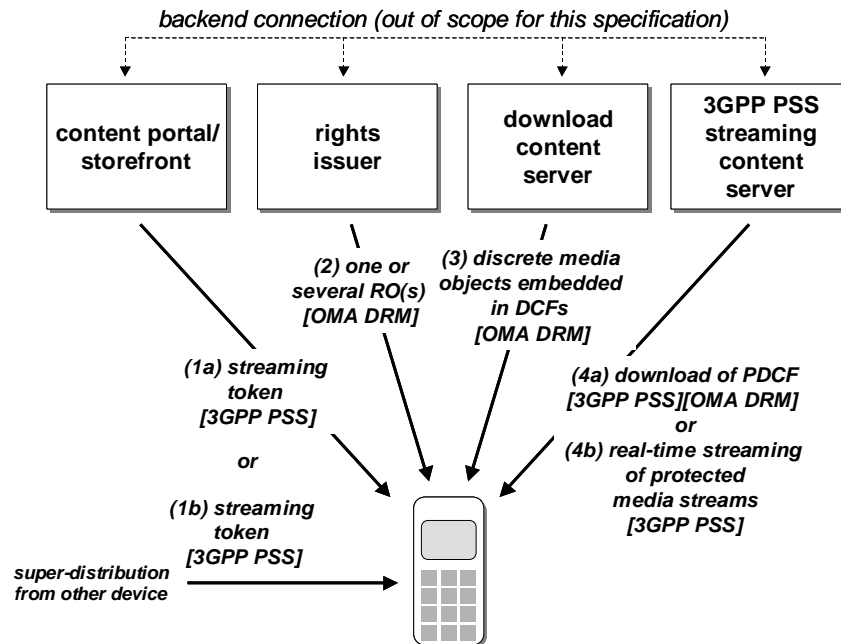 backend connection (out of scope for this specification)
content portal/
storefront
rights
issuer
download
content
server
3GPP PSS
streaming
content
server
(2) one or
several RO(s)
[OMA DRM]
(3) discrete media
objects embedded
in DCFs
[OMA DRM]
(1a) streaming
token
[3GPP PSS]
or
(1b) streaming
token
[3GPP PSS]
(4a) download of PDCF
[3GPP PSS][OMA DRM]
or
(4b) real-time streaming
of protected
media streams
[3GPP PSS]
super-distribution
from other device